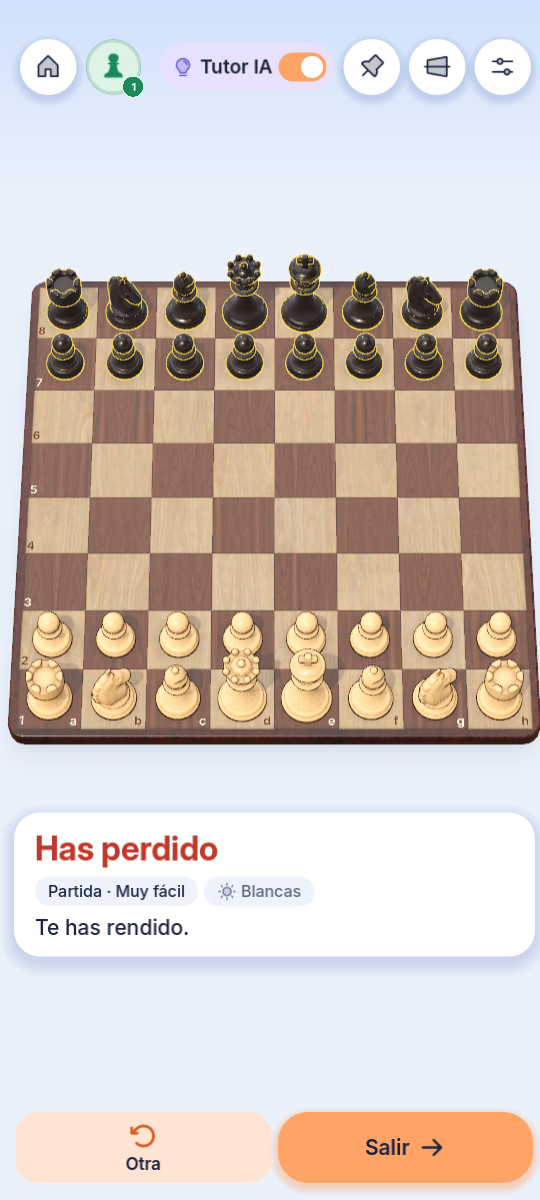 Tutor IA
1
8
7
6
5
4
3
2
1 a b c d e f g h
Has perdido
Partida · Muy fácil
Blancas
Te has rendido.
Otra
Salir